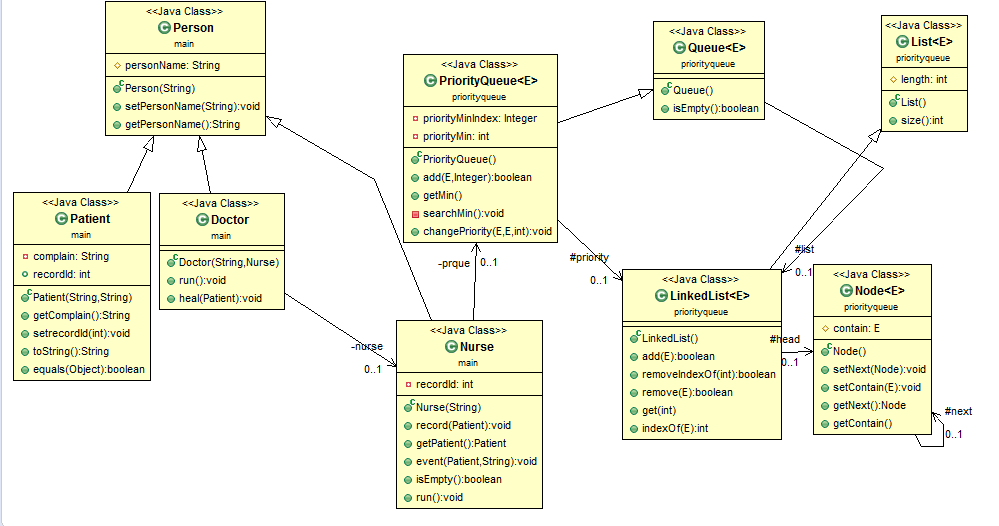 <<Java Class>>
Person
main
personName: String
Person(String)
setPersonName(String):void
getPersonName():String
<<Java Class>>
Patient
main
complain: String
recordId: int
Patient(String,String)
getComplain():String
setrecordId(int):void
toString():String
equals(Object):boolean
<<Java Class>>
Doctor
main
Doctor(String,Nurse)
run():void
heal(Patient):void
-nurse
0..1
<<Java Class>>
PriorityQueue<E>
priorityqueue
priorityMinIndex: Integer
priorityMin: int
PriorityQueue()
add(E,Integer):boolean
getMin()
searchMin():void
changePriority(E,E,int):void
-prque
0..1
<<Java Class>>
Nurse
main
recordId: int
Nurse(String)
record(Patient):void
getPatient():Patient
event(Patient,String):void
isEmpty():boolean
run():void
<<Java Class>>
Queue<E>
priorityqueue
Queue()
isEmpty():boolean
<<Java Class>>
List<E>
priorityqueue
length: int
List()
size():int
#priority
0..1
#list
0..1
<<Java Class>>
LinkedList<E>
priorityqueue
LinkedList()
add(E):boolean
removeIndexOf(int):boolean
remove(E):boolean
get(int)
indexOf(E):int
#head
0..1
<<Java Class>>
Node<E>
priorityqueue
contain: E
Node()
setNext(Node):void
setContain(E):void
getNext():Node
getContain()
#next
0..1